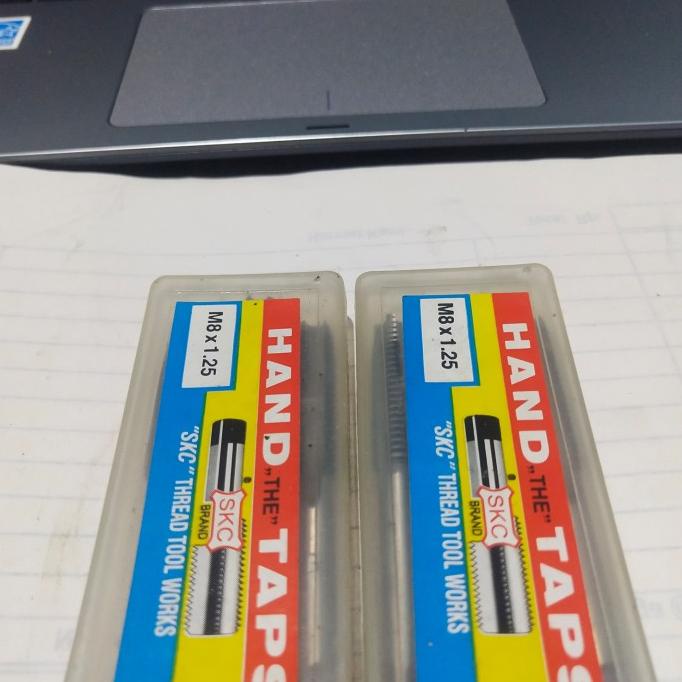 M8 x 1.25
HAND „THE” TAPS
SKC
BRAND
"SKC" THREAD TOOL WORKS
M8 x 1.25
HAND „THE” TAPS
SKC
BRAND
"SKC" THREAD TOOL WORKS